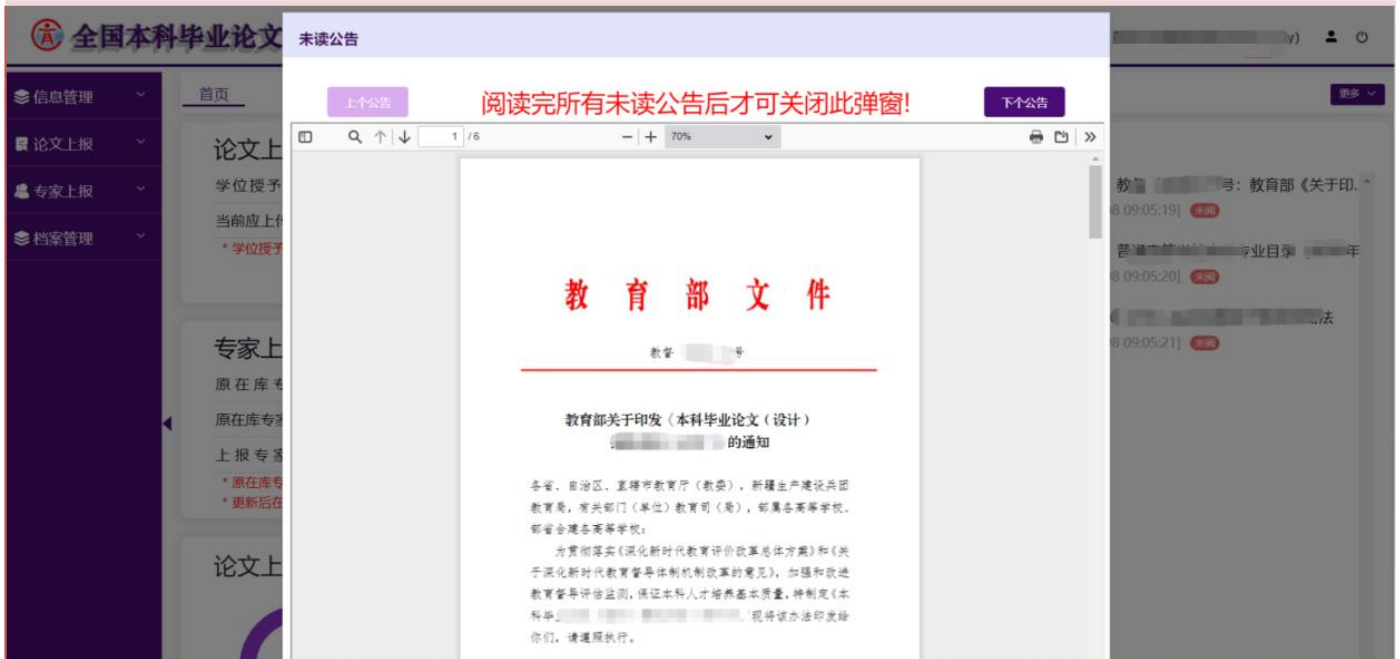 全国本科毕业论文
y)
信息管理
论文上报
专家上报
档案管理
首页
更多
论文上
学位授予
当前应上传
*学位授予
专家上
原在库专
原在库专家
上报专家
*原在库专
*更新后在
论文上
未读公告
上个公告
阅读完所有未读公告后才可关闭此弹窗!
下个公告
1 /6
70%
教育部文件
教督 号
教育部关于印发《本科毕业论文(设计)
的通知
各省、自治区、直辖市教育厅(教委),新疆生产建设兵团
教育局,有关部门(单位)教育司(局),部属各高等学校、
部省合建各高等学校:
为贯彻落实《深化新时代教育评价改革总体方案》和《关
于深化新时代教育督导体制机制改革的意见》,加强和改进
教育督导评估监测,保证本科人才培养基本质量,特制定《本
科毕 现将该办法印发给
你们,请遵照执行。
教 号:教育部《关于印..
8 09:05:19] 未阅
普 专业目录 年
8 09:05:20] 未阅
法
8 09:05:21] 未阅